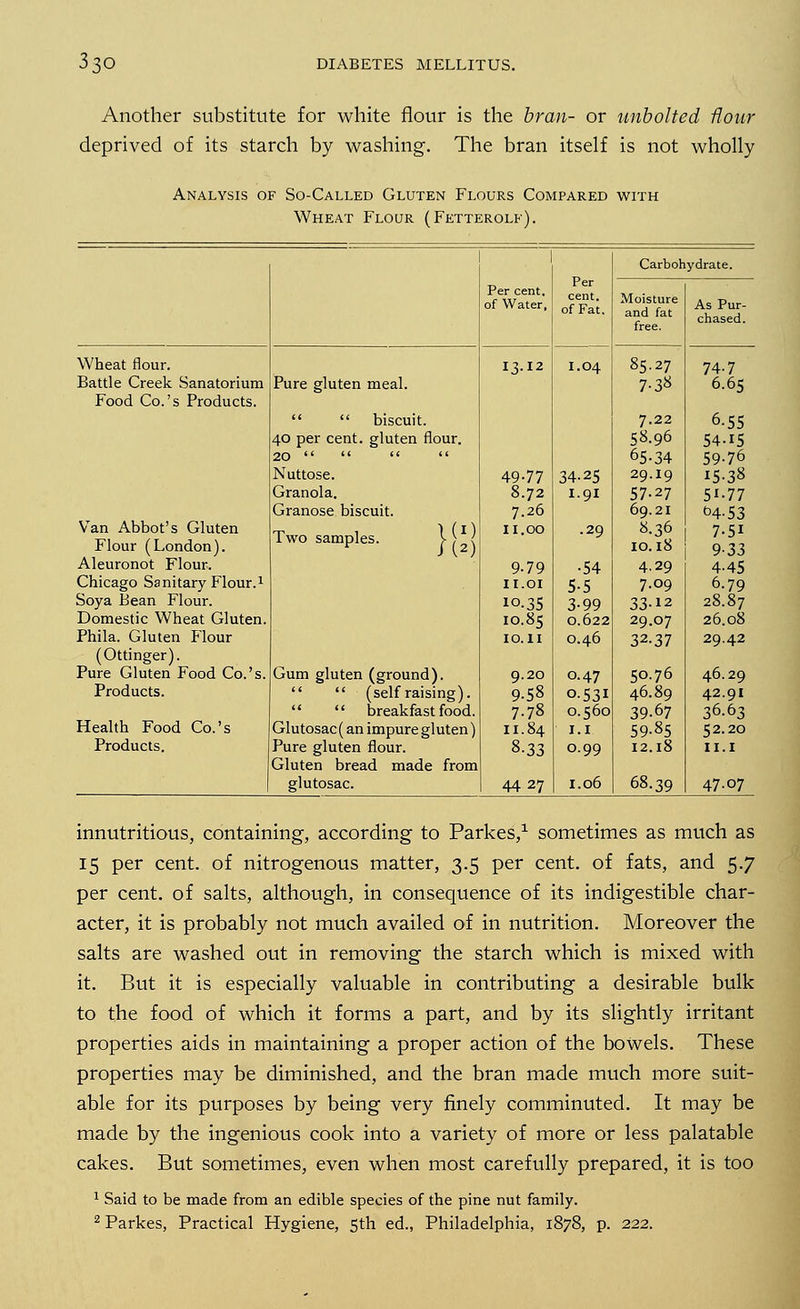 330 DIABETES MELLITUS.
Another substitute for white flour is the bran- or unbolted flour
deprived of its starch by washing. The bran itself is not wholly
Analysis of So-Called Gluten Flours Compared with
Wheat Flour (Fetterolf).
Per cent. of Water, Per cent. of Fat. Carbohydrate.
Moisture and fat free. As Purchased.
Wheat flour. 13.12 1.04 85.27 74.7
Battle Creek Sanatorium Pure gluten meal. 7.38 6.65
Food Co.'s Products.
" " biscuit. 7.22 6.55
40 per cent. gluten flour. 58.96 54.15
20 " " " " 65.34 59.76
Nuttose. 49.77 34.25 29.19 15.38
Granola. 8.72 1.91 57.27 51.77
Granose biscuit. 7.26 69.21 64.53
Van Abbot's Gluten Two samples. } (1) 11.00 .29 8.36 7.51
Flour (London). } (2) 10.18 9.33
Aleuronot Flour. 9.79 .54 4.29 4.45
Chicago Sanitary Flour.1 11.01 5.5 7.09 6.79
Soya Bean Flour. 10.35 3.99 33.12 28.87
Domestic Wheat Gluten. 10.85 0.622 29.07 26.08
Phila. Gluten Flour 10.11 0.46 32.37 29.42
(Ottinger).
Pure Gluten Food Co.'s. Gum gluten (ground). 9.20 0.47 50.76 46.29
Products. " " (self raising). 9.58 0.531 46.89 42.91
" " breakfast food. 7.78 0.560 39.67 36.63
Health Food Co.'s Glutosac (an impure gluten) 11.84 1.1 59.85 52.20
Products. Pure gluten flour. 8.33 0.99 12.18 11.1
Gluten bread made from
glutosac. 44 27 1.06 68.39 47.07
innutritious, containing, according to Parkes,1 sometimes as much as
15 per cent. of nitrogenous matter, 3.5 per cent. of fats, and 5.7
per cent. of salts, although, in consequence of its indigestible char-
acter, it is probably not much availed of in nutrition. Moreover the
salts are washed out in removing the starch which is mixed with
it. But it is especially valuable in contributing a desirable bulk
to the food of which it forms a part, and by its slightly irritant
properties aids in maintaining a proper action of the bowels. These
properties may be diminished, and the bran made much more suit-
able for its purposes by being very finely comminuted. It may be
made by the ingenious cook into a variety of more or less palatable
cakes. But sometimes, even when most carefully prepared, it is too
1 Said to be made from an edible species of the pine nut family.
2 Parkes, Practical Hygiene, 5th ed., Philadelphia, 1878, p. 222.